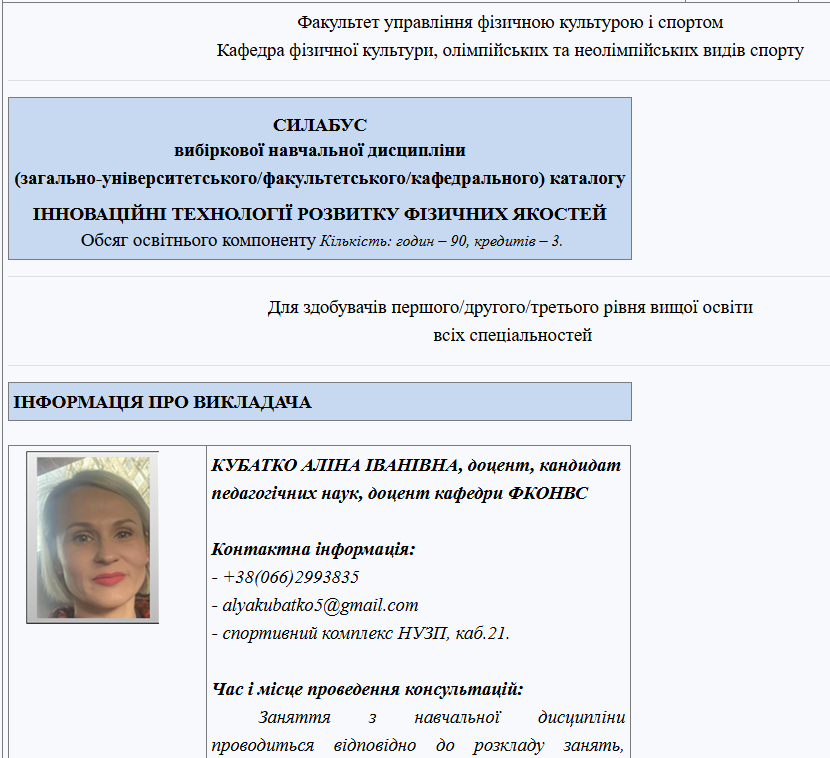 Факультет управління фізичною культурою і спортом
Кафедра фізичної культури, олімпійських та неолімпійських видів спорту
СИЛАБУС
вибіркової навчальної дисципліни
(загально-університетського/факультетського/кафедрального) каталогу
ІННОВАЦІЙНІ ТЕХНОЛОГІЇ РОЗВИТКУ ФІЗИЧНИХ ЯКОСТЕЙ
Обсяг освітнього компоненту Кількість: годин – 90, кредитів – 3.
Для здобувачів першого/другого/третього рівня вищої освіти
всіх спеціальностей
ІНФОРМАЦІЯ ПРО ВИКЛАДАЧА
КУБАТКО АЛІНА ІВАНІВНА, доцент, кандидат
педагогічних наук, доцент кафедри ФКОНВС
Контактна інформація:
- +38(066)2993835
- alyakubatko5@gmail.com
- спортивний комплекс НУЗП, каб.21.
Час і місце проведення консультацій:
Заняття з навчальної дисципліни
проводиться відповідно до розкладу занять,